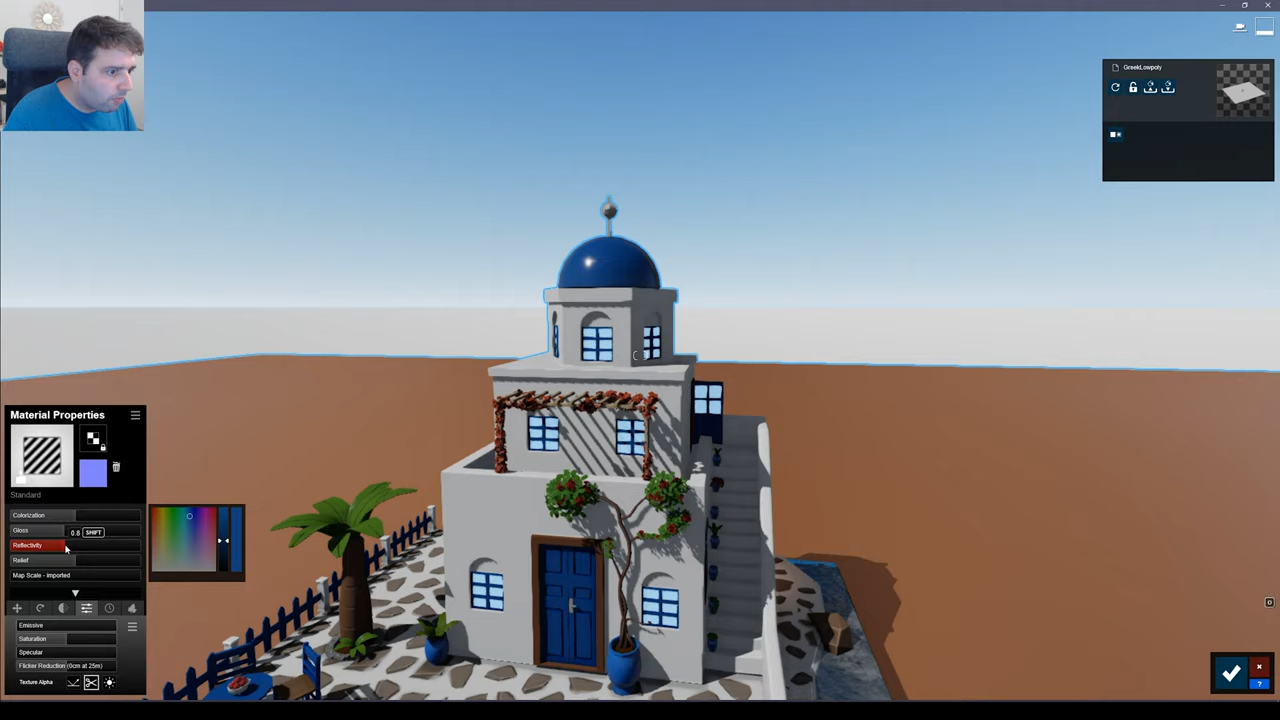 GreekLowpoly
Material Properties
Standard
Colorization
Gloss
0.8 SHIFT
Reflectivity
Relief
Map Scale - imported
Emissive
Saturation
Specular
Flicker Reduction (0cm at 25m)
Texture Alpha
?